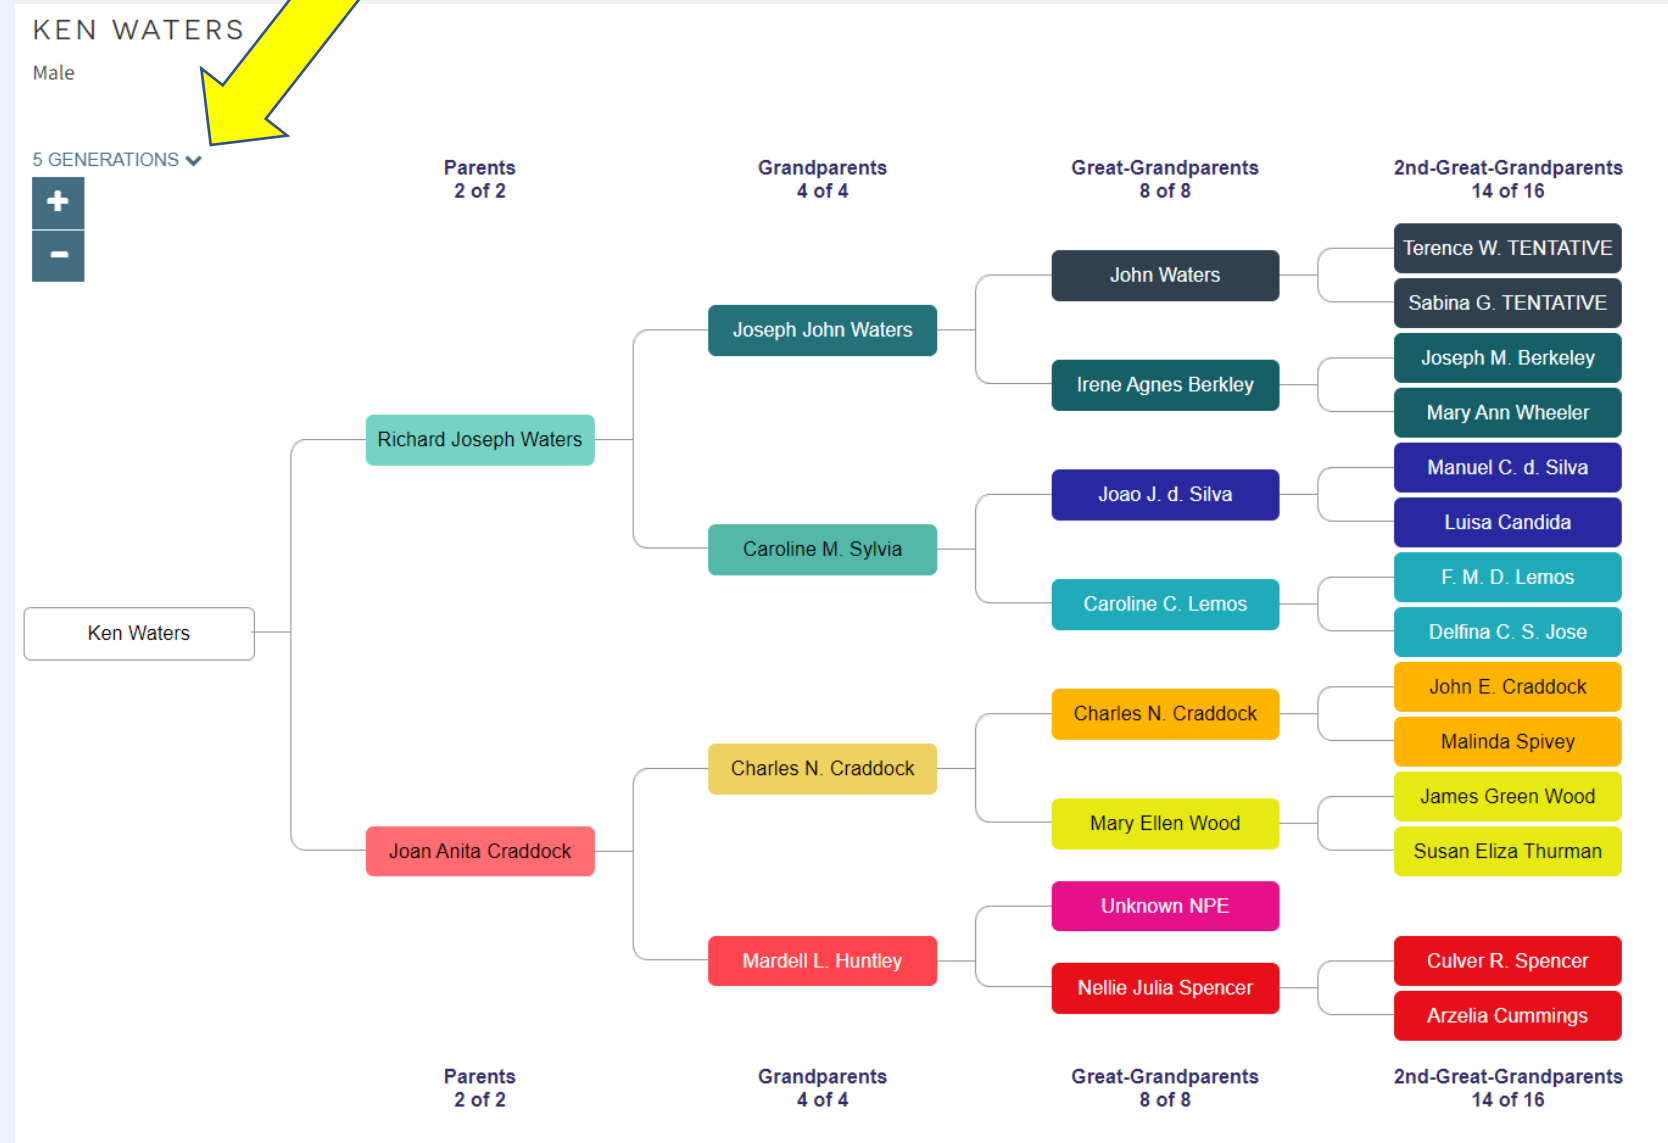 KEN WATERS
Male
5 GENERATIONS
Parents
2 of 2
Grandparents
4 of 4
Great-Grandparents
8 of 8
2nd-Great-Grandparents
14 of 16
Ken Waters
Richard Joseph Waters
Joan Anita Craddock
Joseph John Waters
Caroline M. Sylvia
Charles N. Craddock
Mardell L. Huntley
John Waters
Irene Agnes Berkley
Joao J. d. Silva
Caroline C. Lemos
Charles N. Craddock
Mary Ellen Wood
Unknown NPE
Nellie Julia Spencer
Terence W. TENTATIVE
Sabina G. TENTATIVE
Joseph M. Berkeley
Mary Ann Wheeler
Manuel C. d. Silva
Luisa Candida
F. M. D. Lemos
Delfina C. S. Jose
John E. Craddock
Malinda Spivey
James Green Wood
Susan Eliza Thurman
Culver R. Spencer
Arzelia Cummings
Parents
2 of 2
Grandparents
4 of 4
Great-Grandparents
8 of 8
2nd-Great-Grandparents
14 of 16